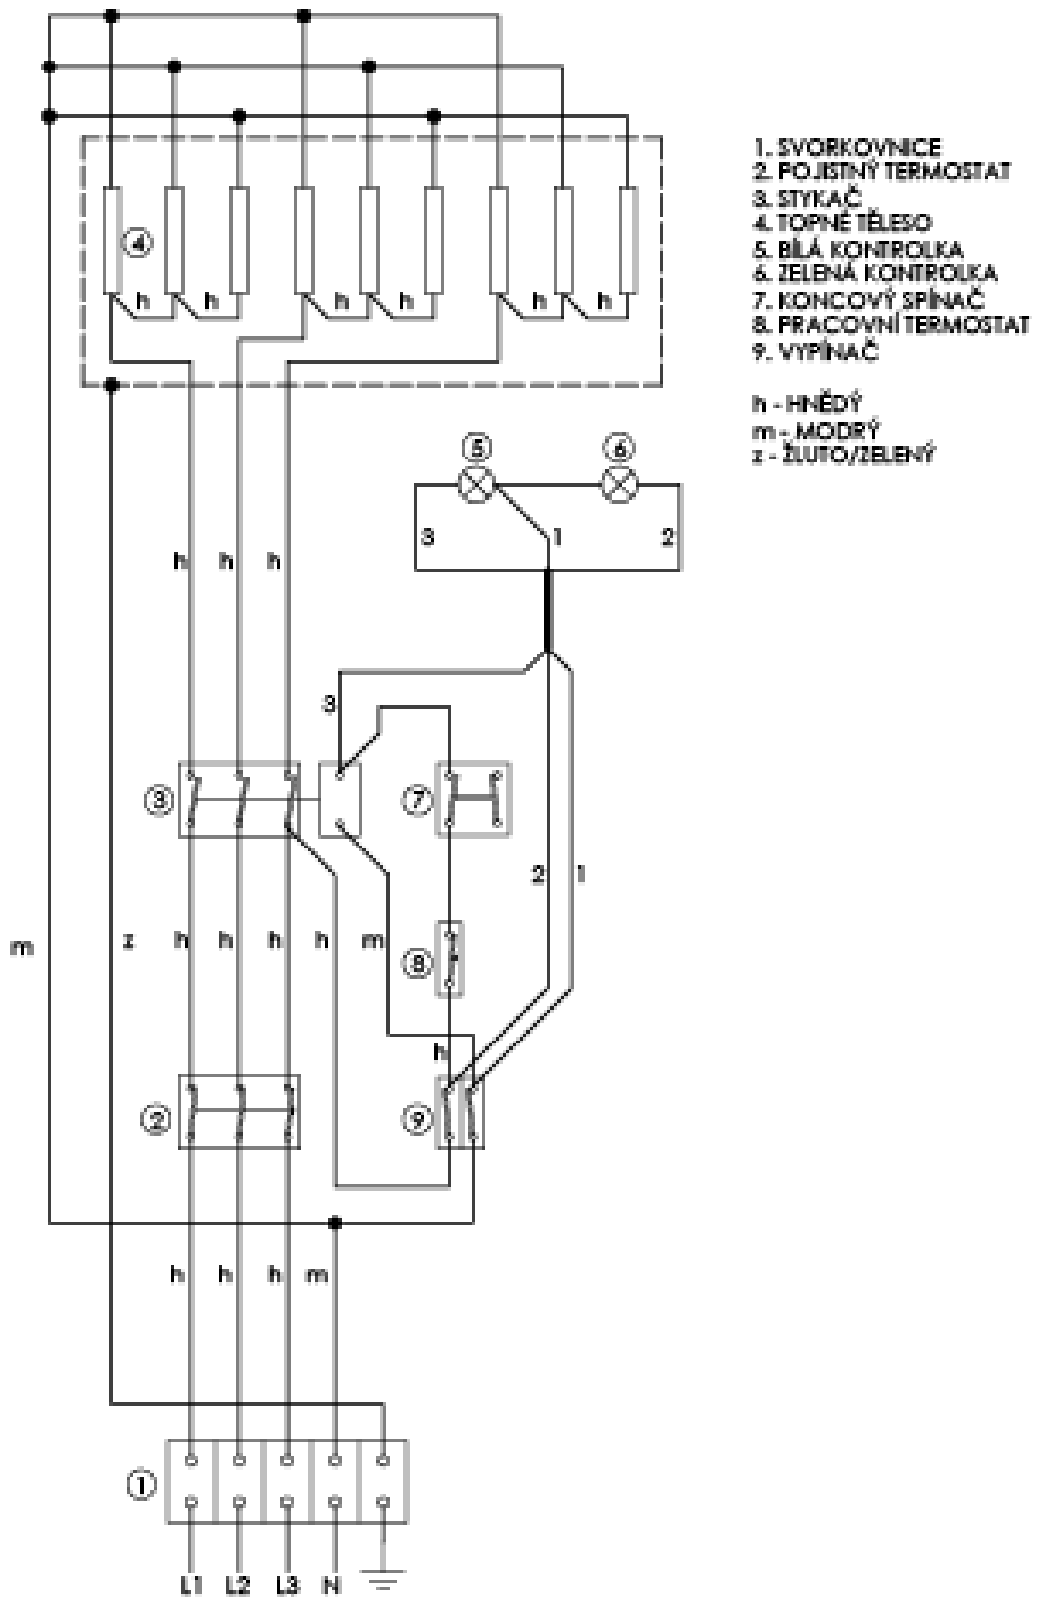 1. SVORKOVNICE
2. POJISTNÝ TERMOSTAT
3. STYKAČ
4. TOPNÉ TĚLESO
5. BÍLÁ KONTROLKA
6. ZELENÁ KONTROLKA
7. KONCOVÝ SPÍNAČ
8. PRACOVNÍ TERMOSTAT
9. VYPÍNAČ
h - HNĚDÝ
m - MODRÝ
z - ŽLUTO/ZELENÝ
4
h h h h h h
5 6
3 1 2
h h h
3
3 7
2 1
m z h h h h m 8
h
2 9
h h h m
1
L1 L2 L3 N